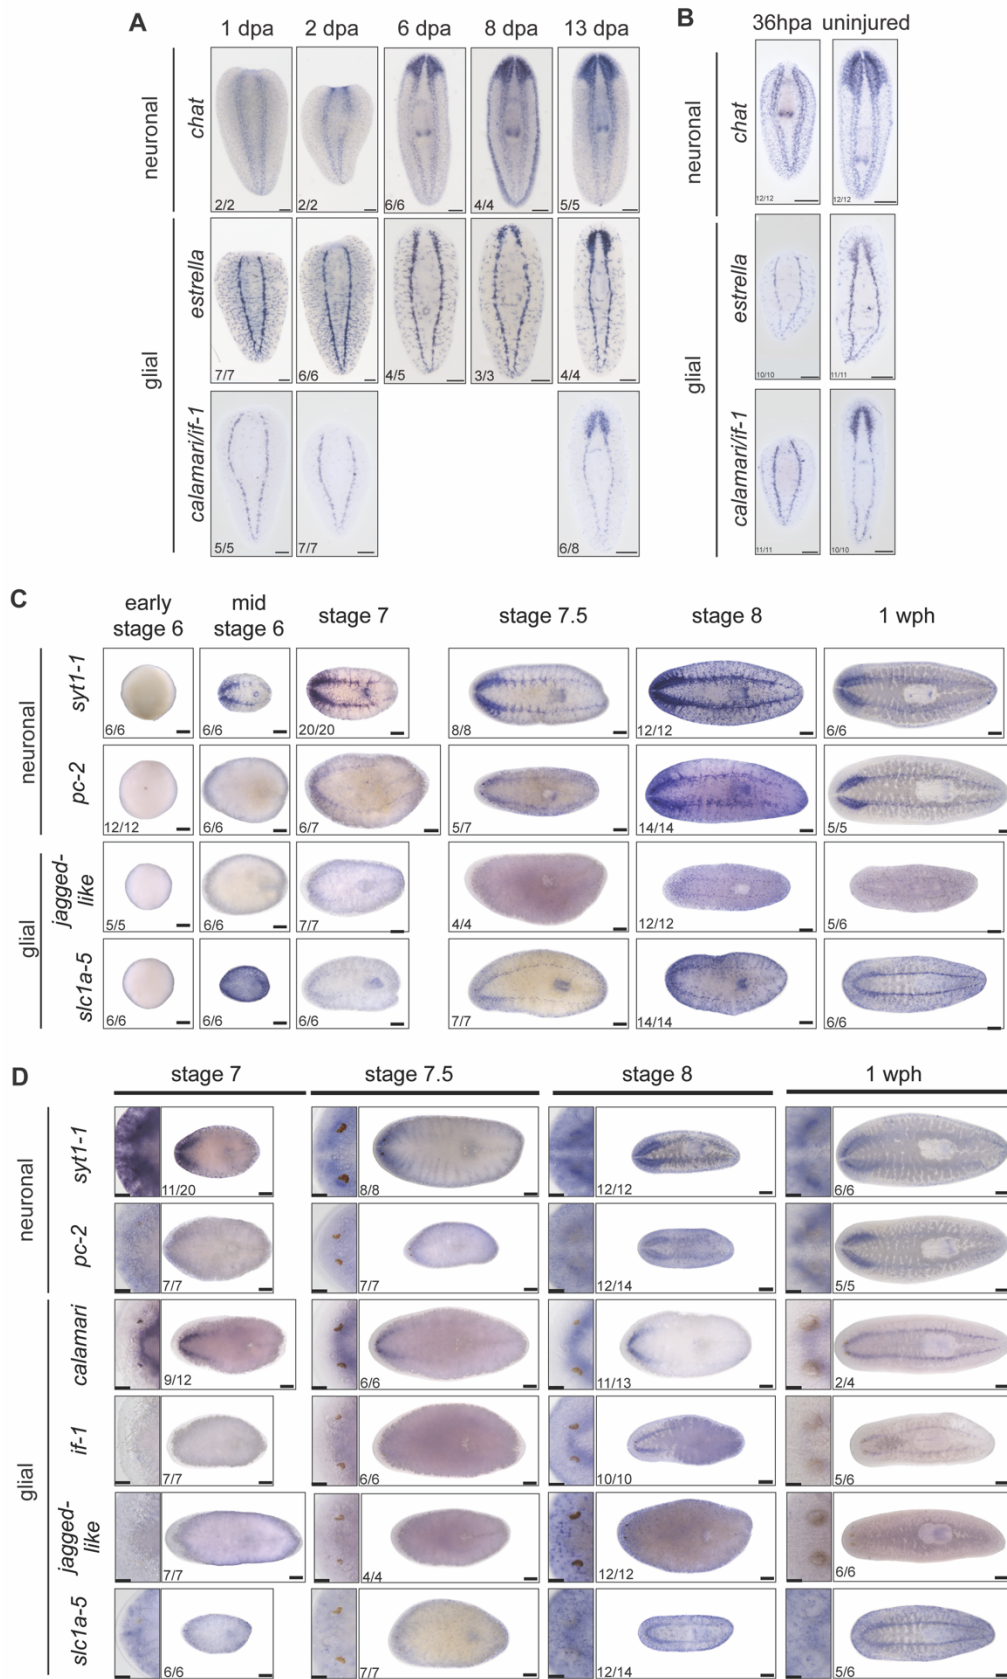 A
1 dpa 2 dpa 6 dpa 8 dpa 13 dpa
neuronal
chat
2/2 2/2 6/6 4/4 5/5
glial
estrella
7/7 6/6 4/5 3/3 4/4
calamari/if-1
5/5 7/7 6/8
B
36hpa uninjured
neuronal
chat
12/12 12/12
glial
estrella
10/10 11/11
calamari/if-1
11/11 10/10
C
early stage 6 mid stage 6 stage 7 stage 7.5 stage 8 1 wph
neuronal
syt1-1
6/6 6/6 20/20 8/8 12/12 6/6
pc-2
12/12 6/6 6/7 5/7 14/14 5/5
glial
jagged-like
5/5 6/6 7/7 4/4 12/12 5/6
slc1a-5
6/6 6/6 6/6 7/7 14/14 6/6
D
stage 7 stage 7.5 stage 8 1 wph
neuronal
syt1-1
11/20 8/8 12/12 6/6
pc-2
7/7 7/7 12/14 5/5
glial
calamari
9/12 6/6 11/13 2/4
if-1
7/7 6/6 10/10 5/6
jagged-like
7/7 4/4 12/12 6/6
slc1a-5
6/6 7/7 12/14 5/6